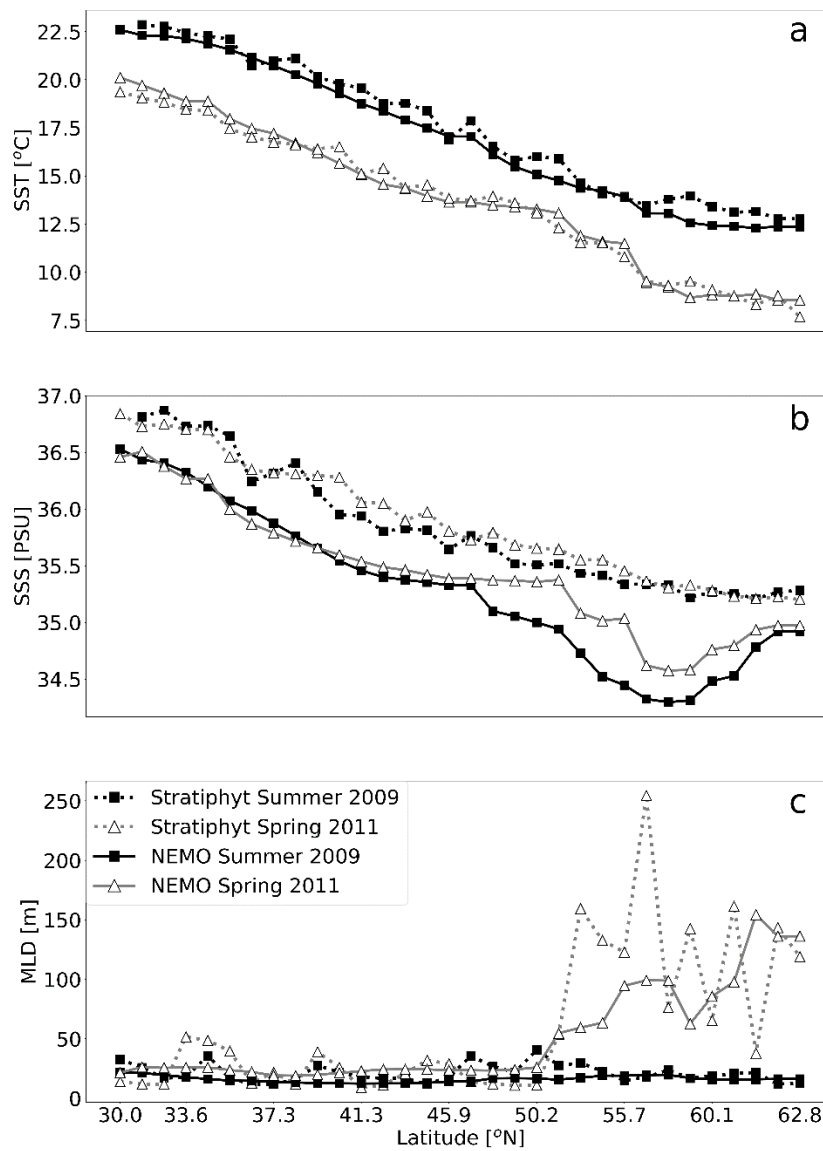 a
22.5
20.0
17.5
15.0
12.5
10.0
7.5
SST [°C]
b
37.0
36.5
36.0
35.5
35.0
34.5
SSS [PSU]
c
Stratiphyt Summer 2009
Stratiphyt Spring 2011
NEMO Summer 2009
NEMO Spring 2011
250
200
150
100
50
0
MLD [m]
30.0 33.6 37.3 41.3 45.9 50.2 55.7 60.1 62.8
Latitude [°N]